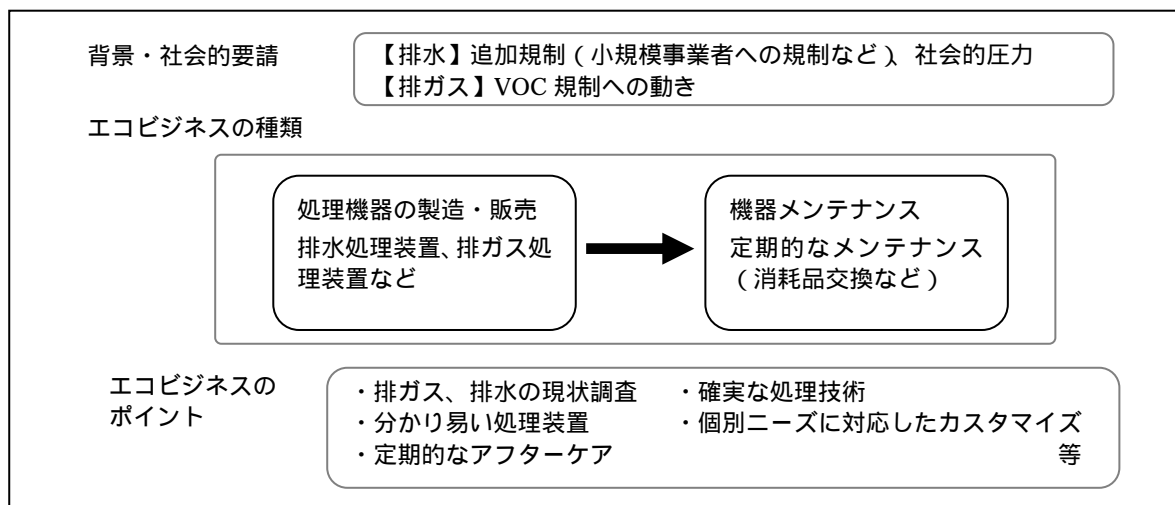 背景・社会的要請
【排水】追加規制(小規模事業者への規制など)、社会的圧力
【排ガス】VOC 規制への動き
エコビジネスの種類
処理機器の製造・販売
排水処理装置、排ガス処
理装置など
機器メンテナンス
定期的なメンテナンス
(消耗品交換など)
エコビジネスの
ポイント
・排ガス、排水の現状調査
・分かり易い処理装置
・定期的なアフターケア
・確実な処理技術
・個別ニーズに対応したカスタマイズ
等